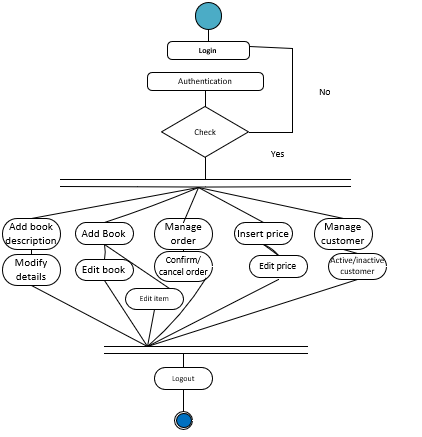 Login
Authentication
No
Check
Yes
Add book
description
Add Book
Manage
order
Insert price
Manage
customer
Modify
details
Edit book
Confirm/
cancel order
Edit price
Active/inactive
customer
Edit item
Logout